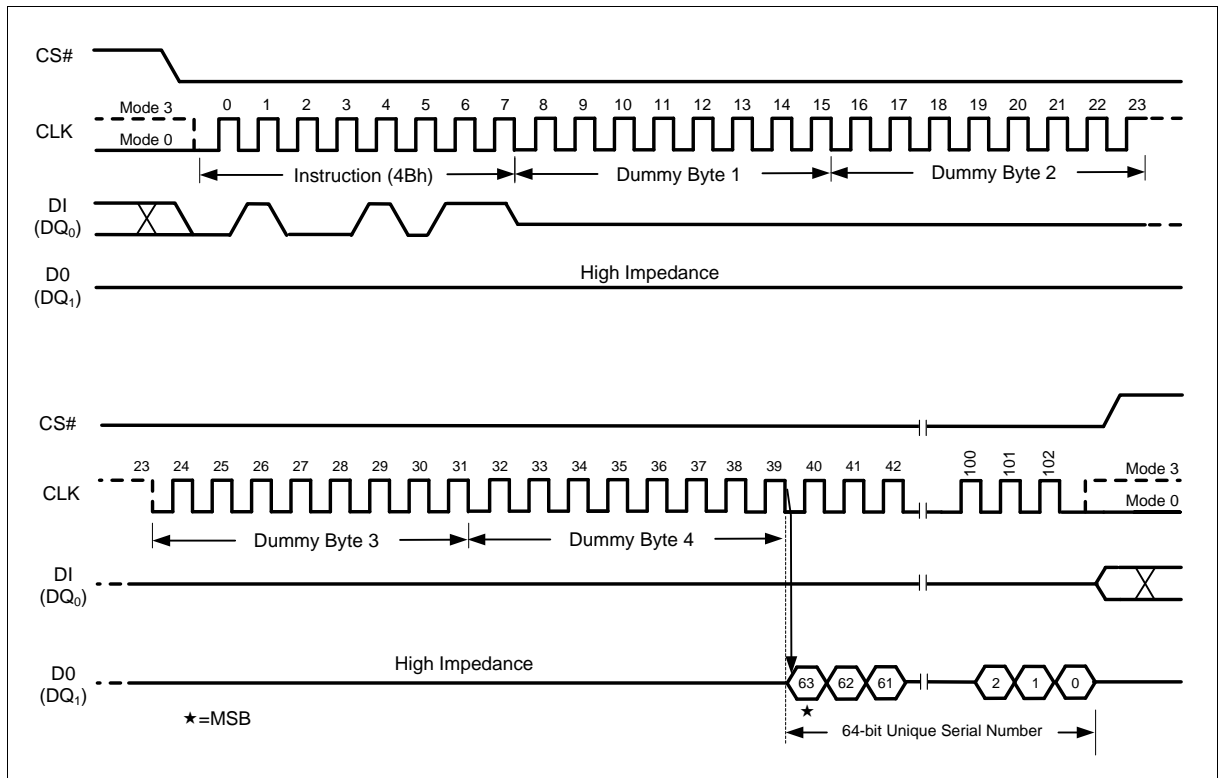 CS#
Mode 3
CLK
Mode 0
0 1 2 3 4 5 6 7 8 9 10 11 12 13 14 15 16 17 18 19 20 21 22 23
Instruction (4Bh)
Dummy Byte 1
Dummy Byte 2
DI
(DQ0)
D0
(DQ1)
High Impedance
CS#
23 24 25 26 27 28 29 30 31 32 33 34 35 36 37 38 39 40 41 42 100 101 102
CLK
Mode 3
Mode 0
Dummy Byte 3
Dummy Byte 4
DI
(DQ0)
D0
(DQ1)
High Impedance
63 62 61 2 1 0
★
★=MSB
64-bit Unique Serial Number